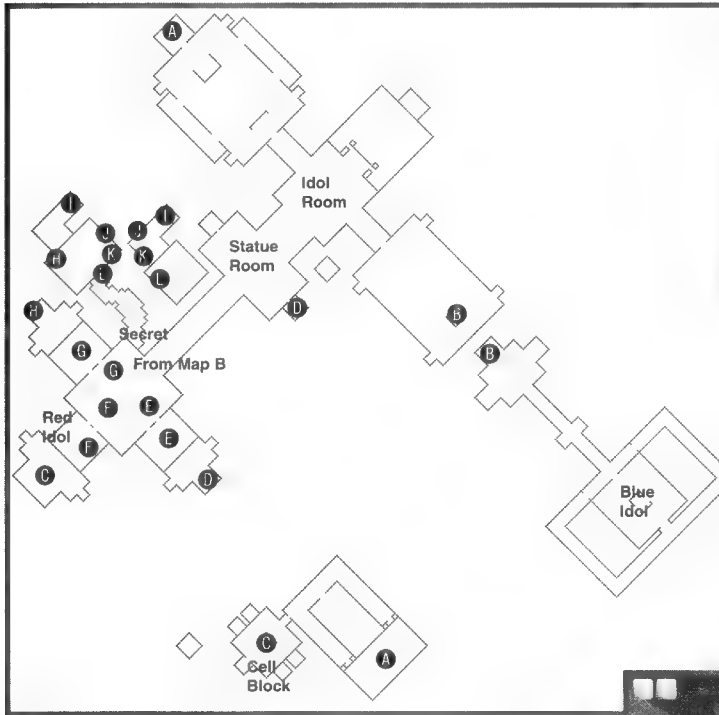 A
Idol
Room
I
I
J
J
Statue
Room
K
K
H
L
L
D
H
B
Secret
G
B
From Map B
G
F
E
Red
Idol
E
F
C
D
Blue
Idol
C
A
Cell
Block